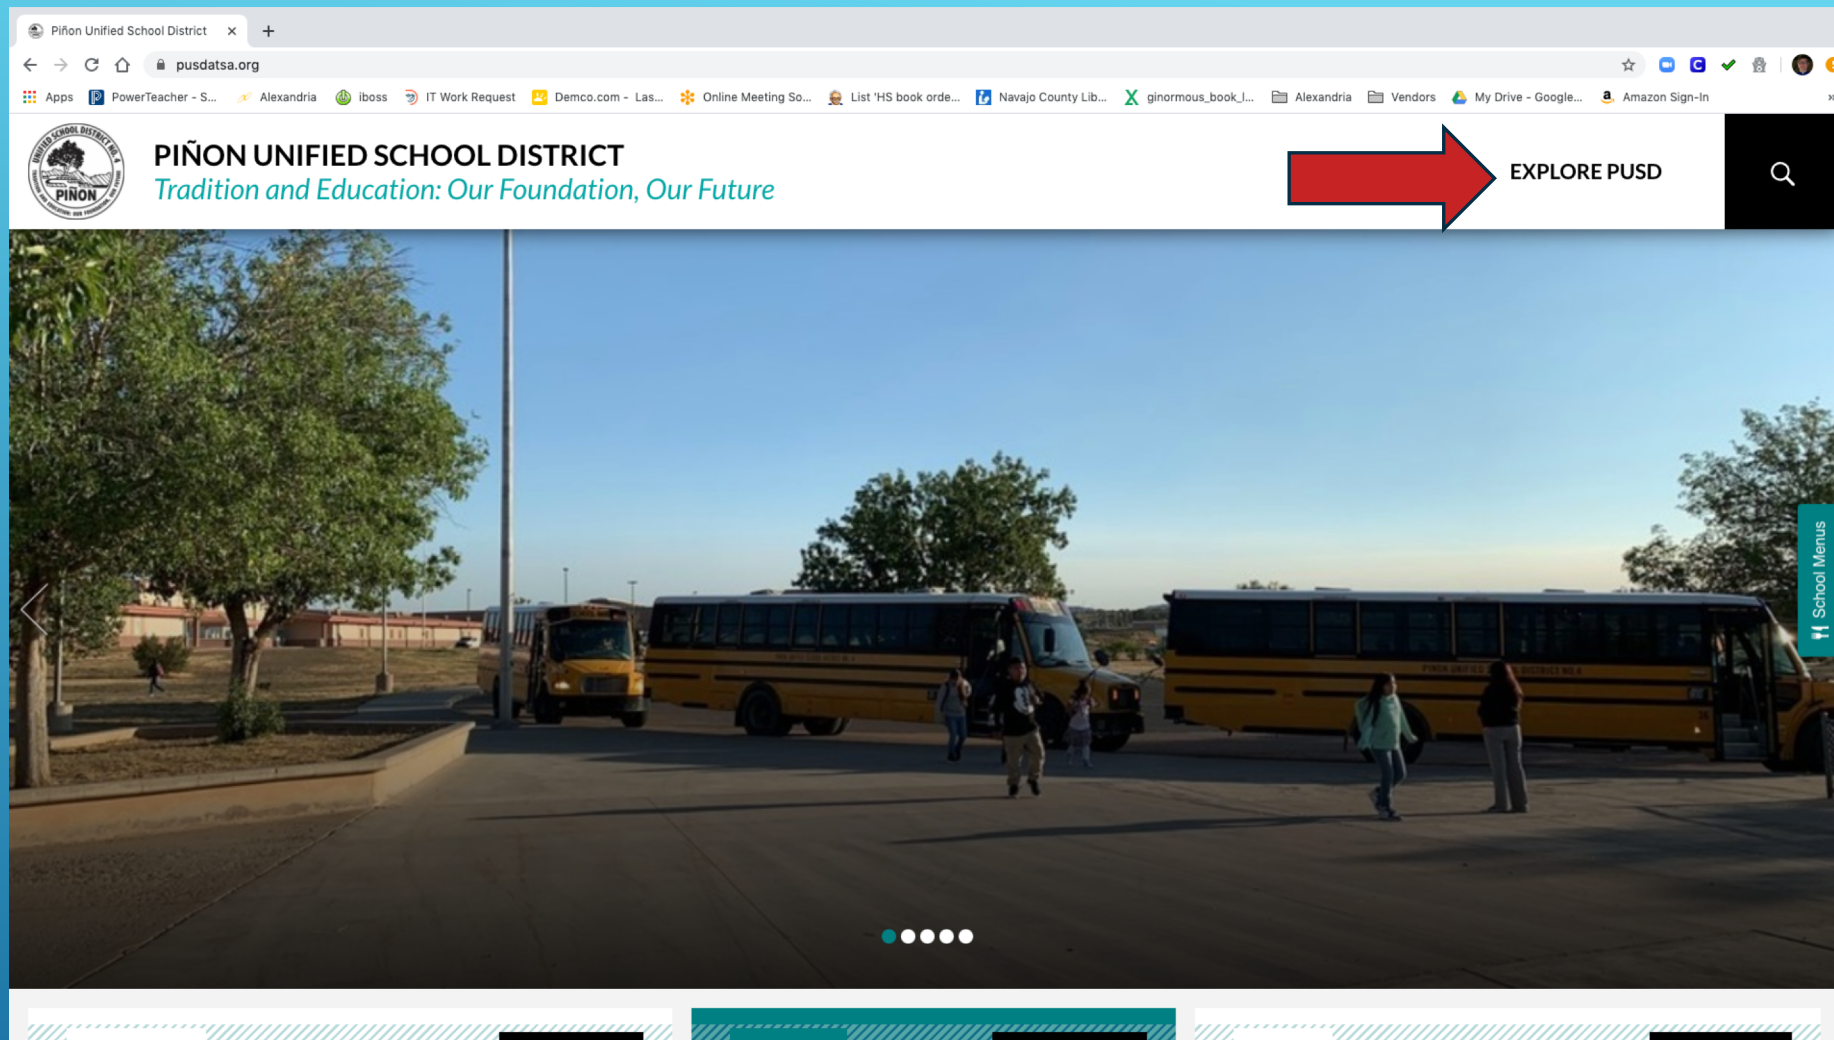 Piñon Unified School District
pusdatsa.org
Apps PowerTeacher - S... Alexandria iboss IT Work Request Demco.com - Las... Online Meeting So... List 'HS book orde... Navajo County Lib... ginormous_book_l... Alexandria Vendors My Drive - Google... Amazon Sign-In
PIÑON
PIÑON UNIFIED SCHOOL DISTRICT
Tradition and Education: Our Foundation, Our Future
EXPLORE PUSD
School Menus